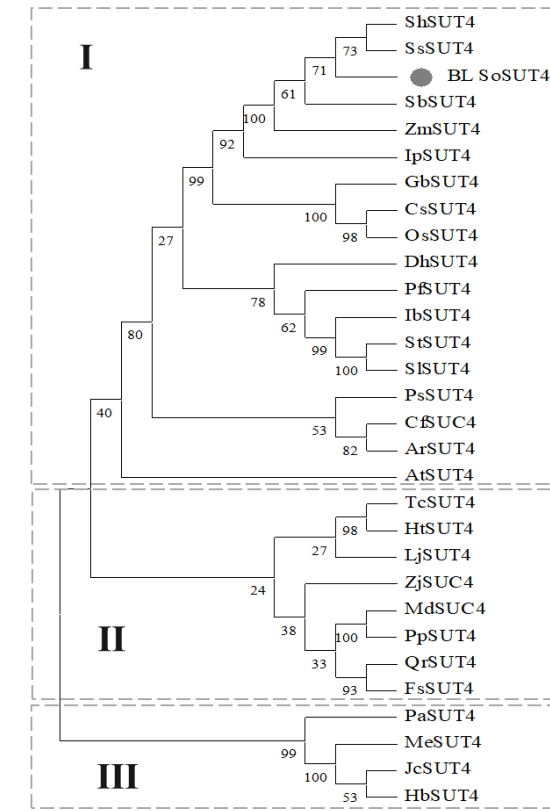 ShSUT4
I
73
SsSUT4
71
BL SoSUT4
61
SbSUT4
100
ZmSUT4
92
IpSUT4
99
GbSUT4
100
CsSUT4
98
OsSUT4
27
DhSUT4
78
PfSUT4
62
IbSUT4
99
StSUT4
100
SlSUT4
80
PsSUT4
40
53
CfSUC4
82
ArSUT4
AtSUT4
TcSUT4
98
HtSUT4
27
LjSUT4
24
ZjSUC4
38
MdSUC4
II
100
PpSUT4
33
QrSUT4
93
FsSUT4
PaSUT4
99
MeSUT4
III
100
JcSUT4
53
HbSUT4